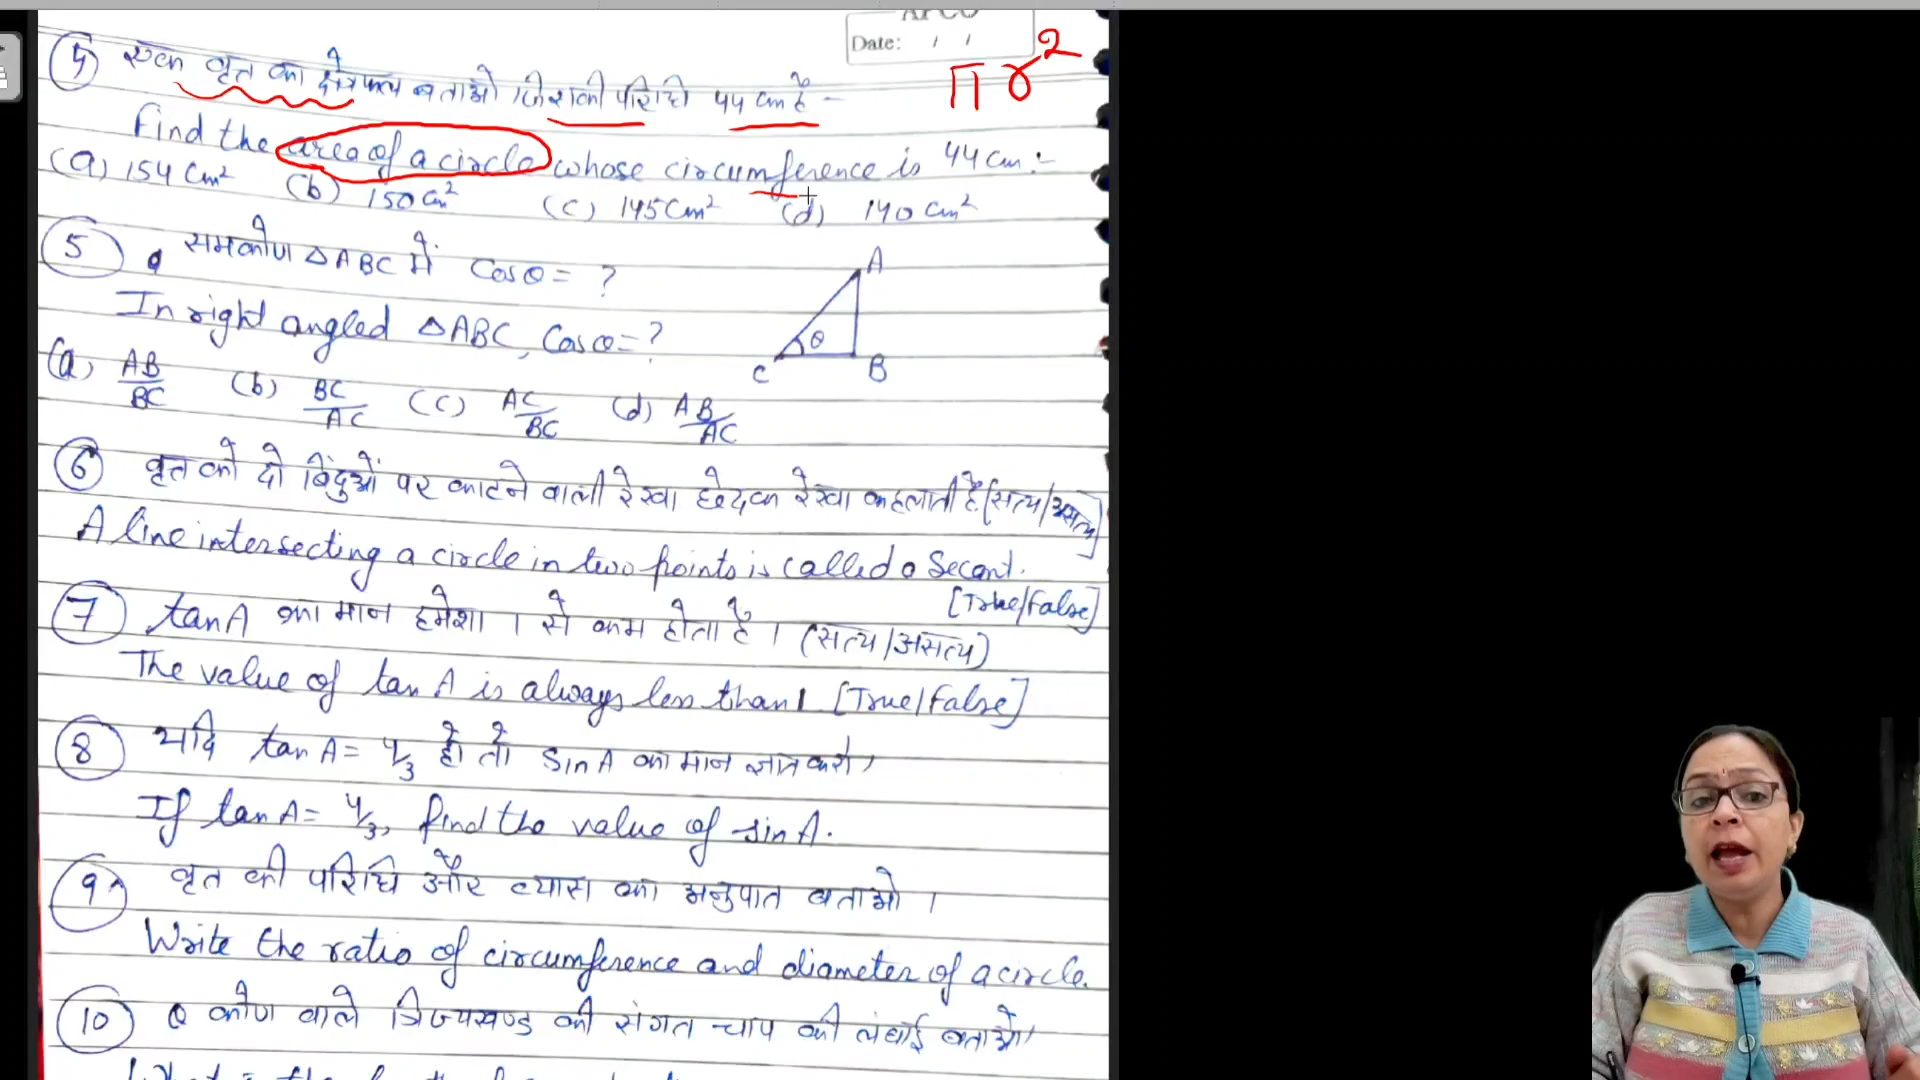 APCO
Date: / /
πr²
④ एक वृत्त का क्षेत्रफल बताओ जिसकी परिधि 44 cm है -
Find the area of a circle whose circumference is 44 cm :-
(a) 154 Cm² (b) 150 cm² (c) 145 Cm² (d) 140 cm²
⑤ समकोण △ABC में Cosθ = ?
In right angled △ABC, Cosθ = ?
A
θ
C B
(a) AB/BC (b) BC/AC (c) AC/BC (d) AB/AC
⑥ वृत्त को दो बिंदुओं पर काटने वाली रेखा छेदक रेखा कहलाती है [सत्य/असत्य]
A line intersecting a circle in two points is called a Secant.
[True/False]
⑦ tanA का मान हमेशा 1 से कम होता है । (सत्य/असत्य)
The value of tan A is always less than 1 [True/False]
⑧ यदि tan A = 4/3 हो तो sin A का मान ज्ञात करो ।
If tan A = 4/3, find the value of sin A.
⑨ वृत की परिधि और व्यास का अनुपात बताओ ।
Write the ratio of circumference and diameter of a circle.
⑩ θ कोण वाले त्रिज्यखण्ड की संगत चाप की लंबाई बताओ ।